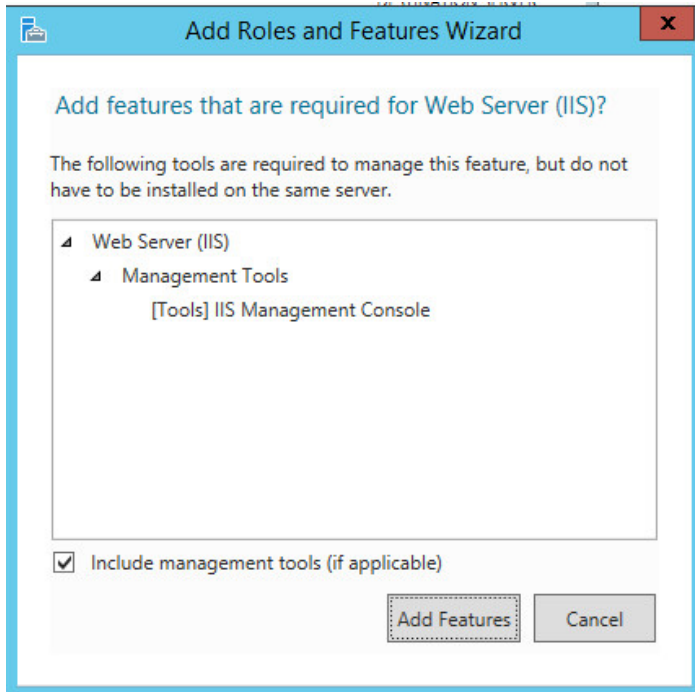 Add Roles and Features Wizard
x
Add features that are required for Web Server (IIS)?
The following tools are required to manage this feature, but do not
have to be installed on the same server.
Web Server (IIS)
Management Tools
[Tools] IIS Management Console
Include management tools (if applicable)
Add Features
Cancel